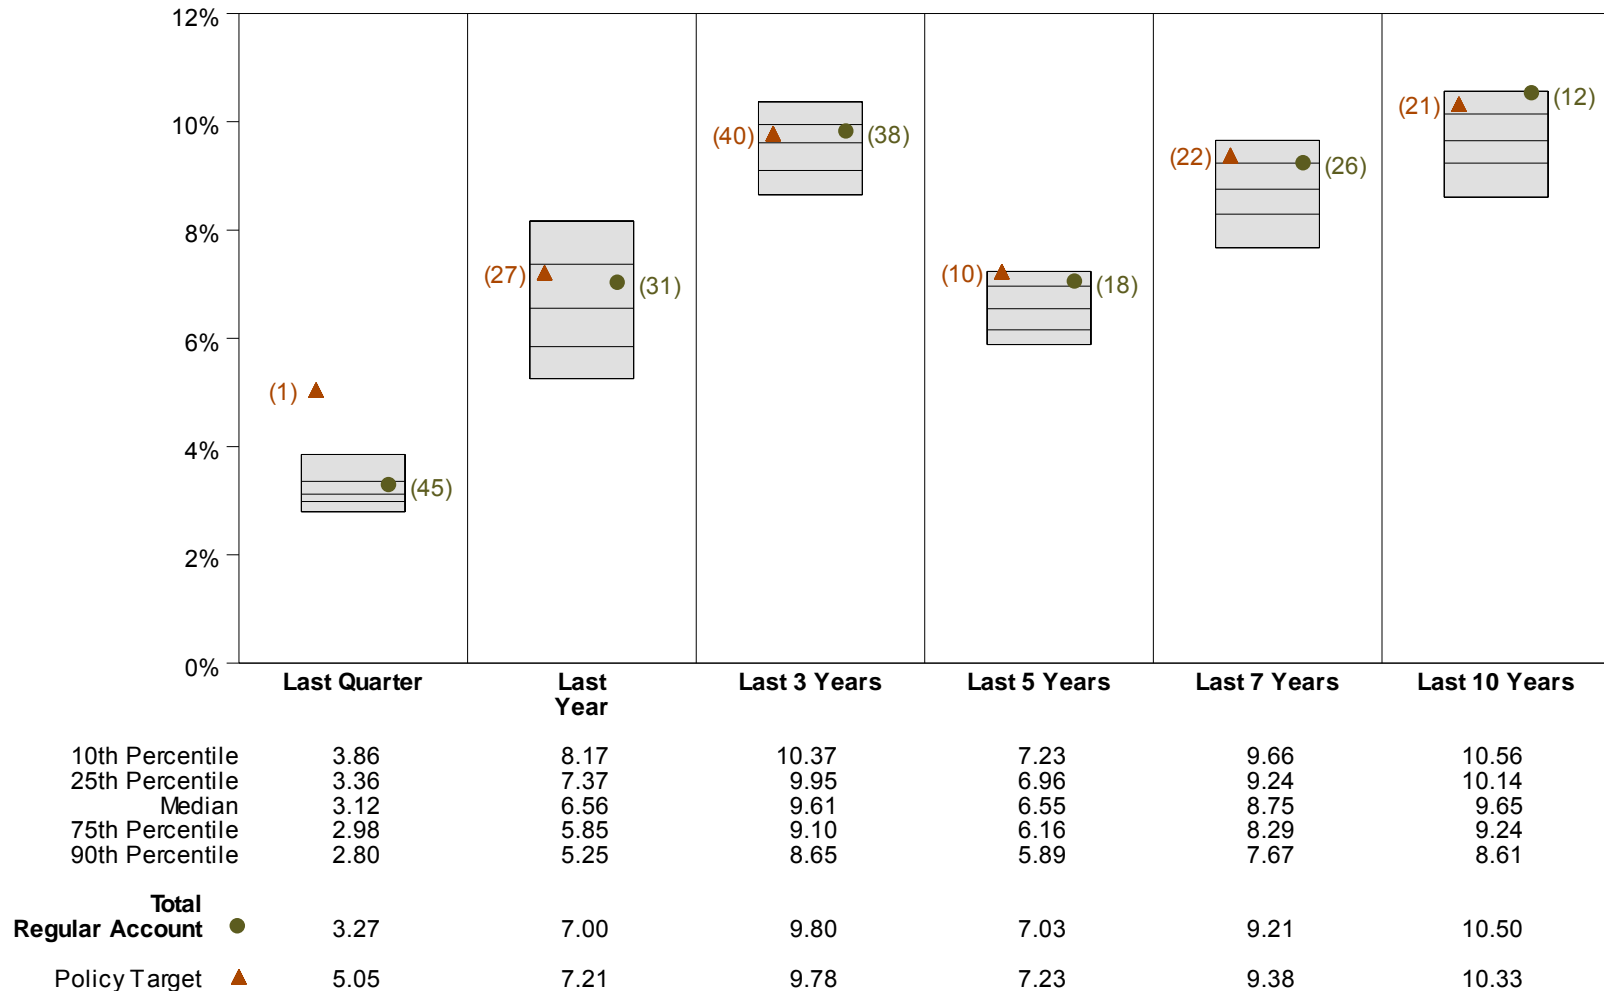 12%
10%
8%
6%
4%
2%
0%
(1)
(45)
(27)
(31)
(40)
(38)
(10)
(18)
(22)
(26)
(21)
(12)
Last Quarter Last Year Last 3 Years Last 5 Years Last 7 Years Last 10 Years
10th Percentile 3.86 8.17 10.37 7.23 9.66 10.56
25th Percentile 3.36 7.37 9.95 6.96 9.24 10.14
Median 3.12 6.56 9.61 6.55 8.75 9.65
75th Percentile 2.98 5.85 9.10 6.16 8.29 9.24
90th Percentile 2.80 5.25 8.65 5.89 7.67 8.61
Total
Regular Account 3.27 7.00 9.80 7.03 9.21 10.50
Policy Target 5.05 7.21 9.78 7.23 9.38 10.33